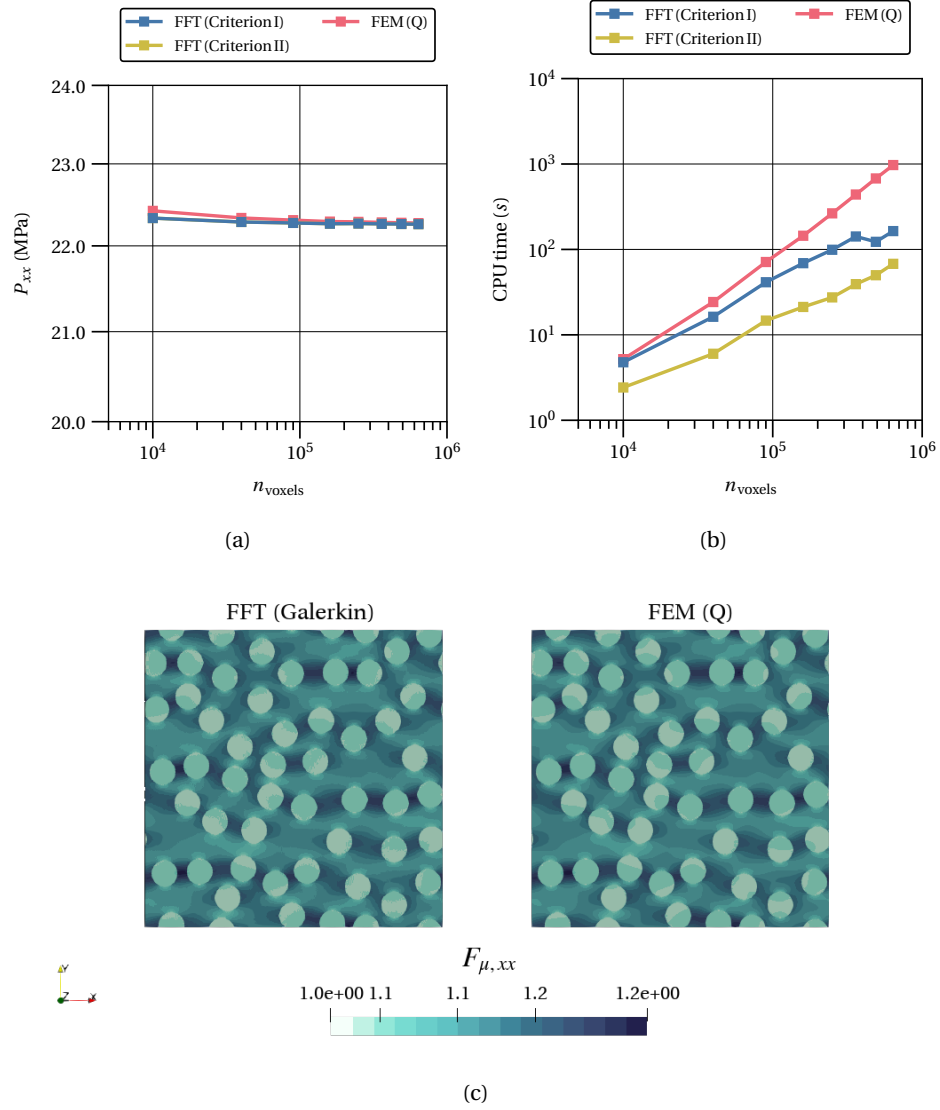 FFT (Criterion I) FEM (Q)
FFT (Criterion II)
24.0
23.0
22.0
21.0
20.0
P_xx (MPa)
10^4 10^5 10^6
n_voxels
(a)
FFT (Criterion I) FEM (Q)
FFT (Criterion II)
10^4
10^3
10^2
10^1
10^0
CPU time (s)
10^4 10^5 10^6
n_voxels
(b)
FFT (Galerkin) FEM (Q)
F_μ, xx
Y
Z X
1.0e+00 1.1 1.1 1.2 1.2e+00
(c)